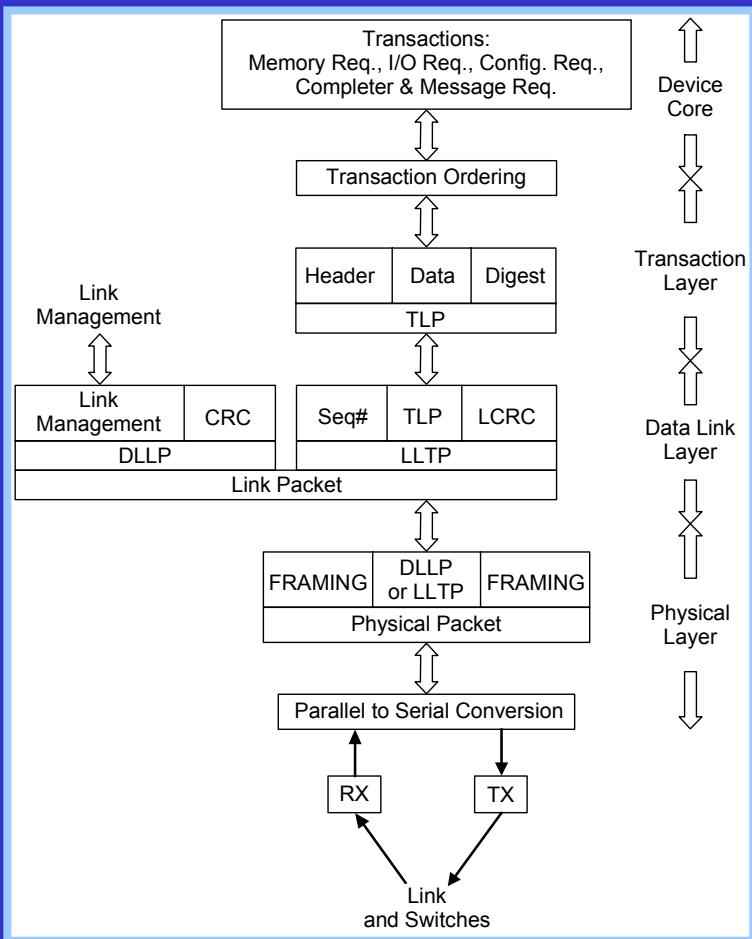 Transactions:
Memory Req., I/O Req., Config. Req.,
Completer & Message Req.
Device
Core
Transaction Ordering
Header Data Digest
TLP
Transaction
Layer
Link
Management
Link
Management
CRC
DLLP
Seq# TLP LCRC
LLTP
Link Packet
Data Link
Layer
FRAMING
DLLP
or LLTP
FRAMING
Physical Packet
Physical
Layer
Parallel to Serial Conversion
RX TX
Link
and Switches